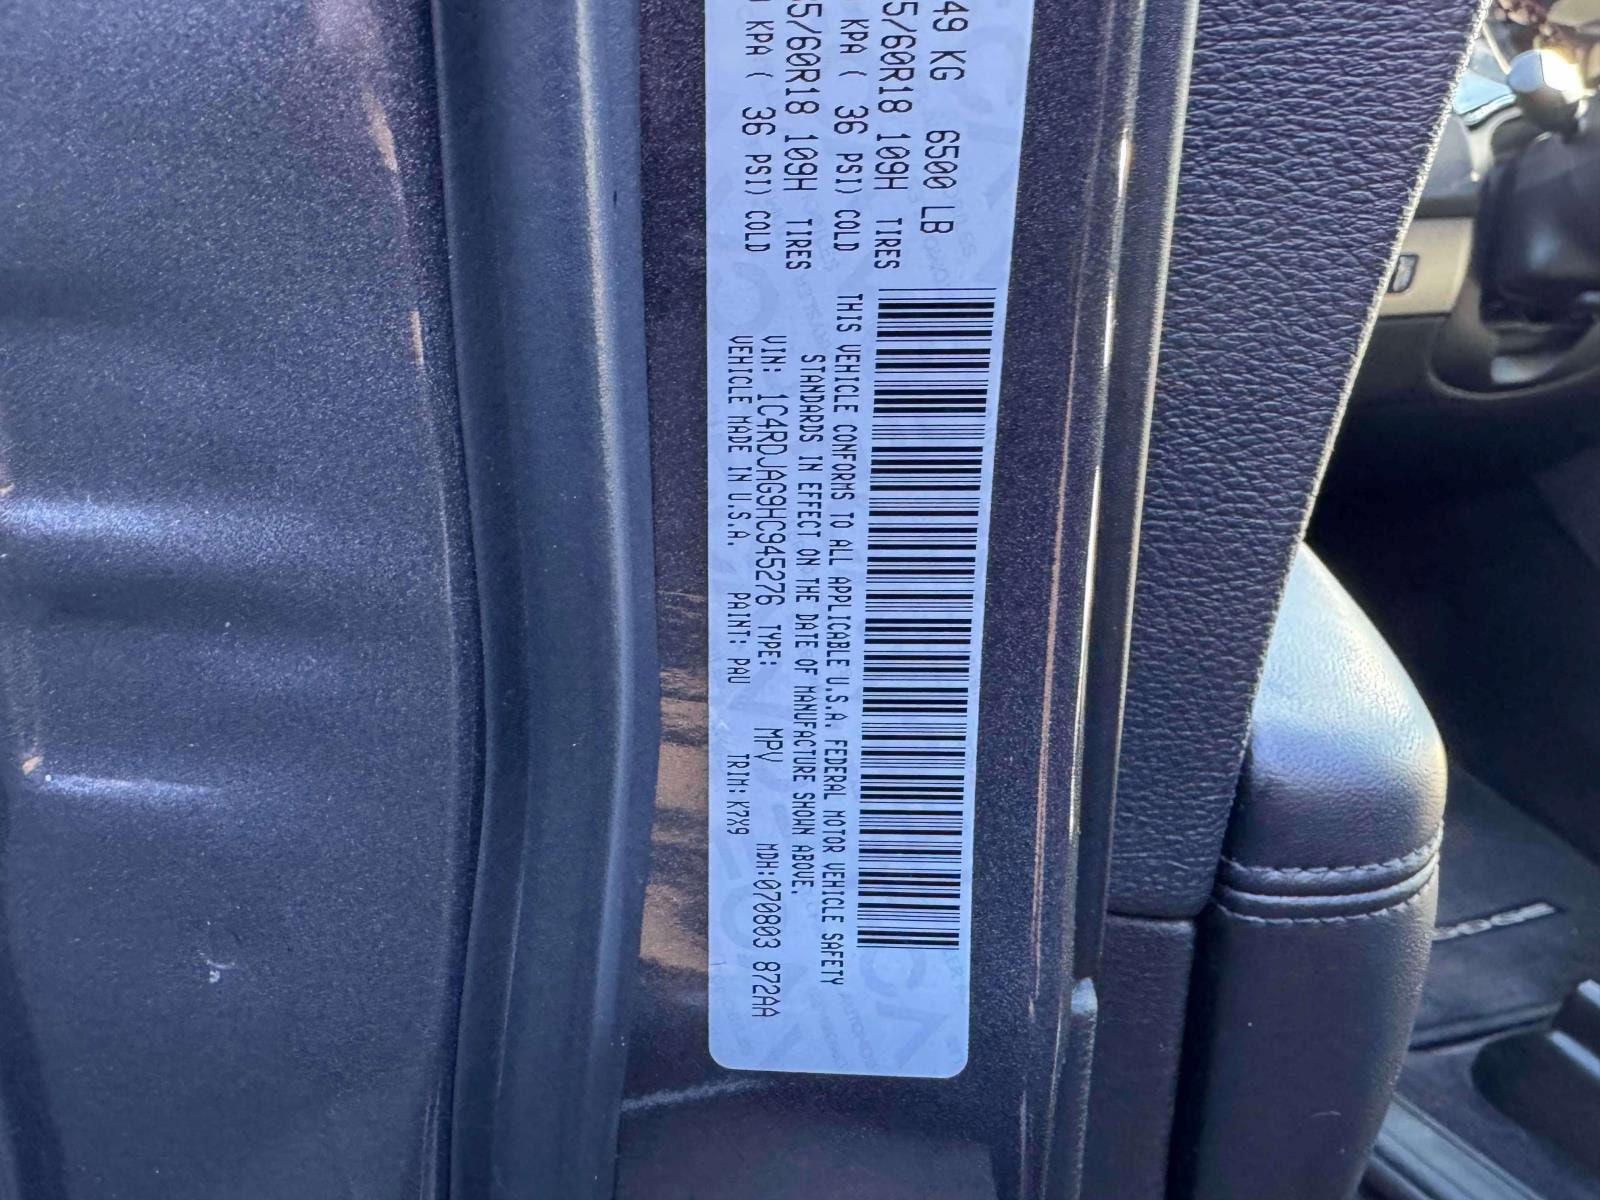 49 KG 6500 LB
5/60R18 109H TIRES
KPA ( 36 PSI) COLD
5/60R18 109H TIRES
KPA ( 36 PSI) COLD
THIS VEHICLE CONFORMS TO ALL APPLICABLE U.S.A. FEDERAL MOTOR VEHICLE SAFETY
STANDARDS IN EFFECT ON THE DATE OF MANUFACTURE SHOWN ABOVE.
VIN: 1C4RDJAG9HC945276 TYPE: MPV MDH:070803 872AA
VEHICLE MADE IN U.S.A. PAINT: PAU TRIM: K7X9